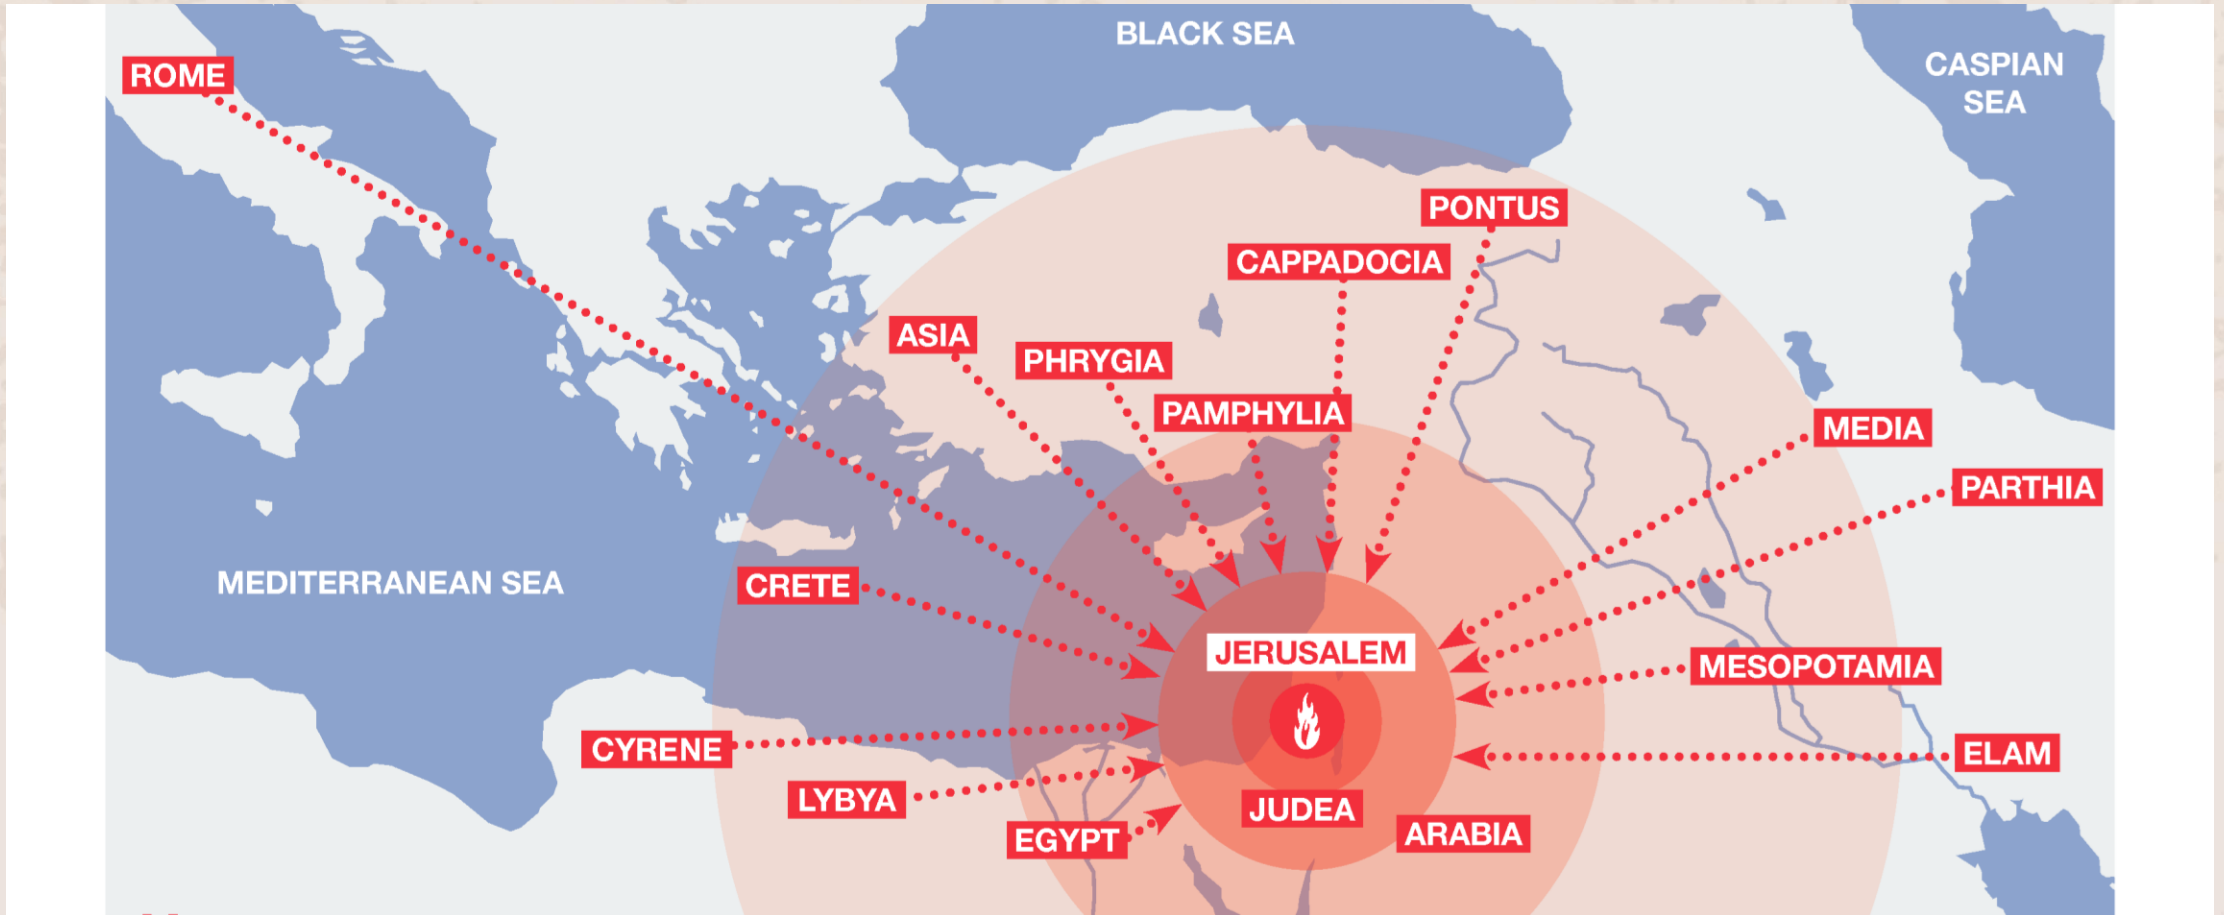 BLACK SEA
CASPIAN
SEA
ROME
PONTUS
CAPPADOCIA
ASIA
PHRYGIA
PAMPHYLIA
MEDIA
PARTHIA
MEDITERRANEAN SEA
CRETE
JERUSALEM
MESOPOTAMIA
CYRENE
ELAM
LYBYA
JUDEA
ARABIA
EGYPT